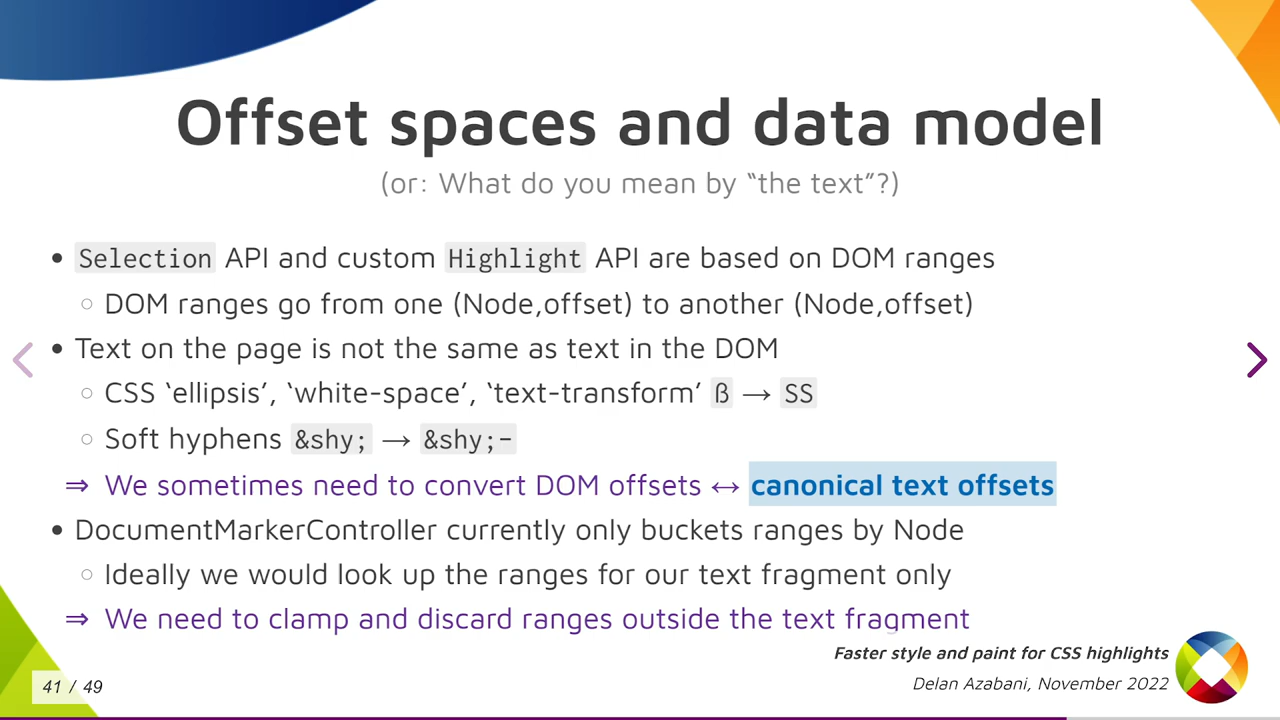 Offset spaces and data model
(or: What do you mean by “the text”?)
• Selection API and custom Highlight API are based on DOM ranges
◦ DOM ranges go from one (Node,offset) to another (Node,offset)
• Text on the page is not the same as text in the DOM
◦ CSS ‘ellipsis’, ‘white-space’, ‘text-transform’ ß → SS
◦ Soft hyphens &shy; → &shy;-
⇒ We sometimes need to convert DOM offsets ↔ canonical text offsets
• DocumentMarkerController currently only buckets ranges by Node
◦ Ideally we would look up the ranges for our text fragment only
⇒ We need to clamp and discard ranges outside the text fragment
Faster style and paint for CSS highlights
Delan Azabani, November 2022
41 / 49